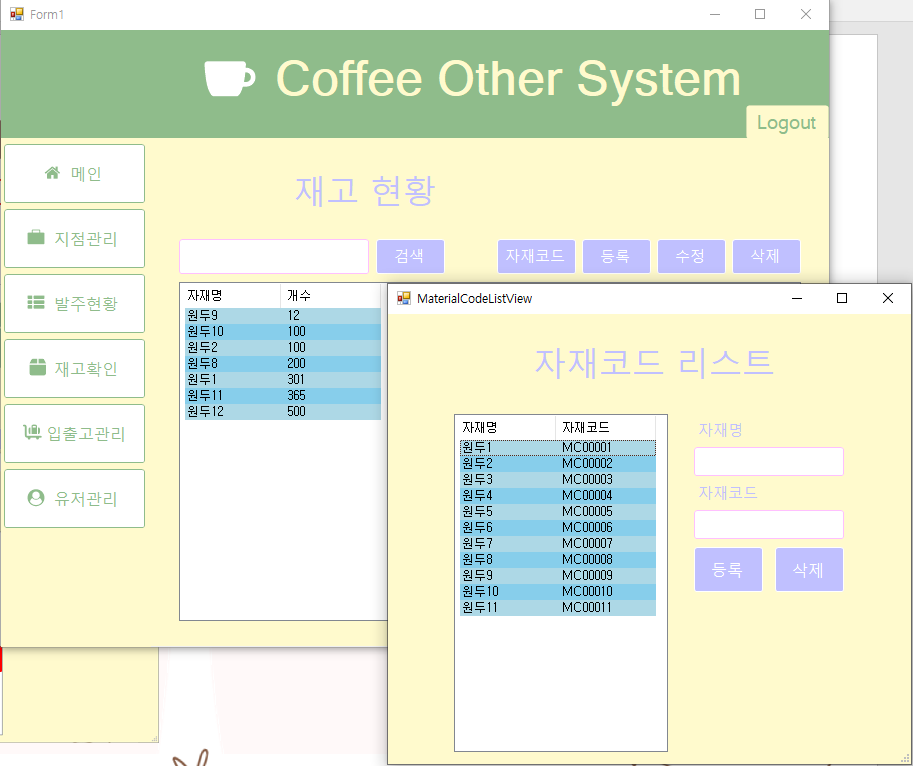 Form1
Coffee Other System
Logout
메인
지점관리
발주현황
재고확인
입출고관리
유저관리
재고 현황
검색 자재코드 등록 수정 삭제
자재명 개수
원두9 12
원두10 100
원두2 100
원두8 200
원두1 301
원두11 365
원두12 500
MaterialCodeListView
자재코드 리스트
자재명 자재코드
원두1 MC00001
원두2 MC00002
원두3 MC00003
원두4 MC00004
원두5 MC00005
원두6 MC00006
원두7 MC00007
원두8 MC00008
원두9 MC00009
원두10 MC00010
원두11 MC00011
자재명
자재코드
등록 삭제